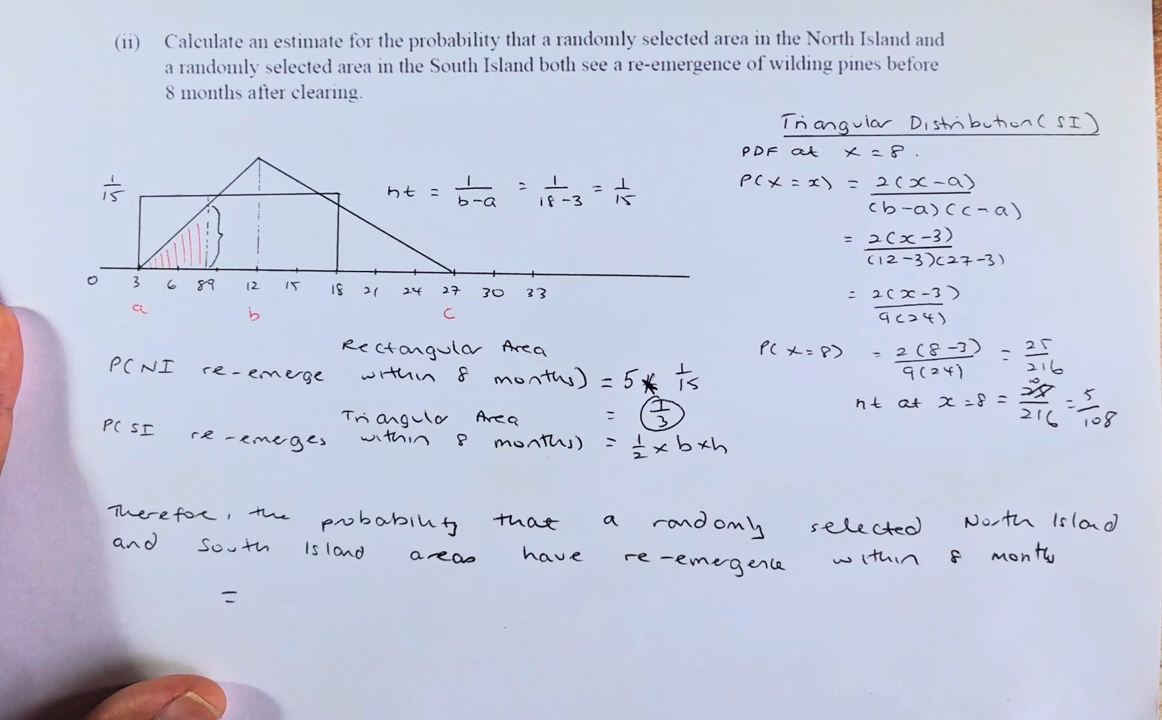 (ii) Calculate an estimate for the probability that a randomly selected area in the North Island and
a randomly selected area in the South Island both see a re-emergence of wilding pines before
8 months after clearing.
Triangular Distribution (SI)
PDF at x = 8.
P(X = x) = 2(x-a) / (b-a)(c-a)
= 2(x-3) / (12-3)(27-3)
= 2(x-3) / 9(24)
P(X=8) = 2(8-3) / 9(24) = 25/216
ht at x=8 = 10/216 = 5/108
1/15
ht = 1/b-a = 1/18-3 = 1/15
0 3 6 8 9 12 15 18 21 24 27 30 33
a b c
Rectangular Area
P(NI re-emerge within 8 months) = 5 × 1/15
= 1/3
Triangular Area
P(SI re-emerges within 8 months) = 1/2 × b × h
Therefore, the probability that a randomly selected North Island
and South Island areas have re-emergence within 8 month
=